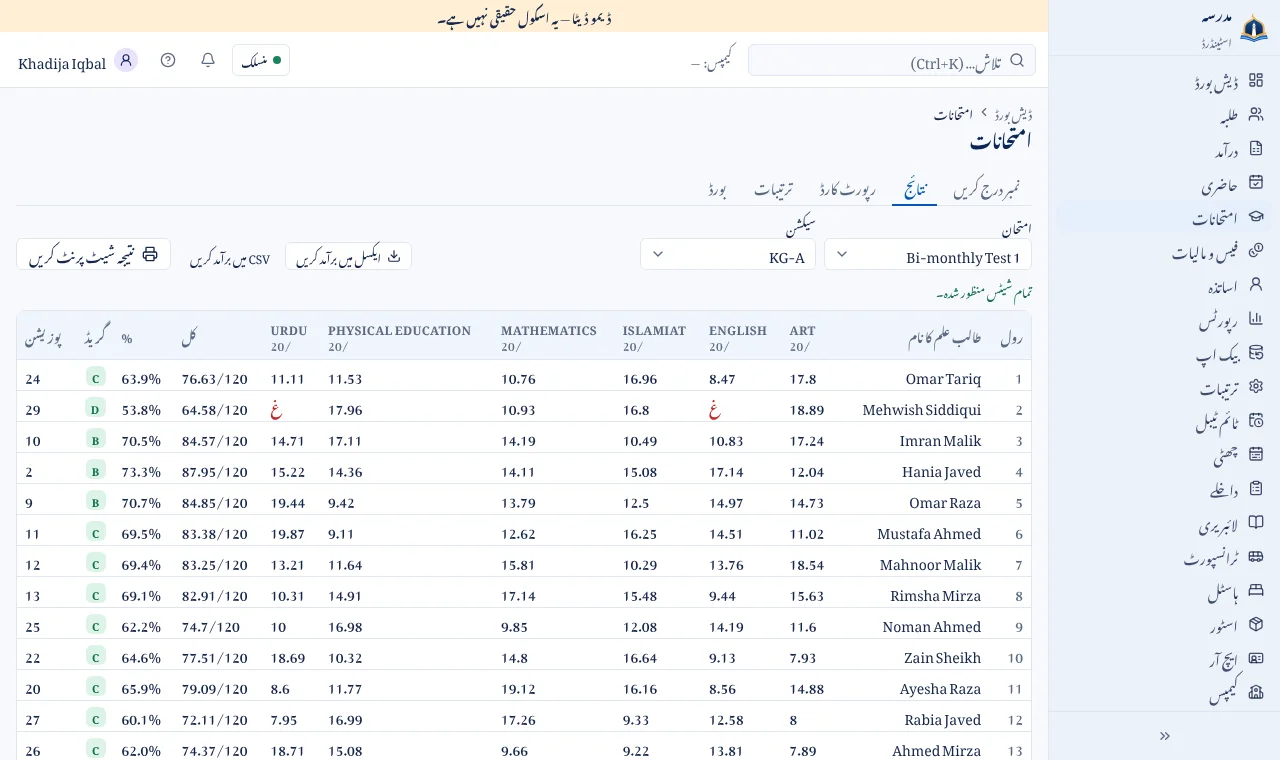 ڈیمو ڈیٹا — یہ اسکول حقیقی نہیں ہے۔
مدرسہ
اسٹینڈرڈ
تلاش… (Ctrl+K)
کیمپس: —
منسلک
Khadija Iqbal
ڈیش بورڈ
طلبہ
درآمد
حاضری
امتحانات
فیس و مالیات
اساتذہ
رپورٹس
بیک اپ
ترتیبات
ٹائم ٹیبل
چھٹی
داخلے
لائبریری
ٹرانسپورٹ
ہاسٹل
اسٹور
ایچ آر
کیمپس
ڈیش بورڈ › امتحانات
امتحانات
نمبر درج کریں نتائج رپورٹ کارڈ ترتیبات بورڈ
امتحان سیکشن
Bi-monthly Test 1 KG-A
ایکسل میں برآمد کریں CSV میں برآمد کریں نتیجہ شیٹ پرنٹ کریں
تمام شیٹس منظور شدہ۔
رول طالب علم کا نام ART ENGLISH ISLAMIAT MATHEMATICS PHYSICAL EDUCATION URDU کل % گریڈ پوزیشن
20/ 20/ 20/ 20/ 20/ 20/
1 Omar Tariq 17.8 8.47 16.96 10.76 11.53 11.11 76.63/120 63.9% C 24
2 Mehwish Siddiqui 18.89 غ 16.8 10.93 17.96 غ 64.58/120 53.8% D 29
3 Imran Malik 17.24 10.83 10.49 14.19 17.11 14.71 84.57/120 70.5% B 10
4 Hania Javed 12.04 17.14 15.08 14.11 14.36 15.22 87.95/120 73.3% B 2
5 Omar Raza 14.73 14.97 12.5 13.79 9.42 19.44 84.85/120 70.7% B 9
6 Mustafa Ahmed 11.02 14.51 16.25 12.62 9.11 19.87 83.38/120 69.5% C 11
7 Mahnoor Malik 18.54 13.76 10.29 15.81 11.64 13.21 83.25/120 69.4% C 12
8 Rimsha Mirza 15.63 9.44 15.48 17.14 14.91 10.31 82.91/120 69.1% C 13
9 Noman Ahmed 11.6 14.19 12.08 9.85 16.98 10 74.7/120 62.2% C 25
10 Zain Sheikh 7.93 9.13 16.64 14.8 10.32 18.69 77.51/120 64.6% C 22
11 Ayesha Raza 14.88 8.56 16.16 19.12 11.77 8.6 79.09/120 65.9% C 20
12 Rabia Javed 8 12.58 9.33 17.26 16.99 7.95 72.11/120 60.1% C 27
13 Ahmed Mirza 7.89 13.81 9.22 9.66 15.08 18.71 74.37/120 62.0% C 26